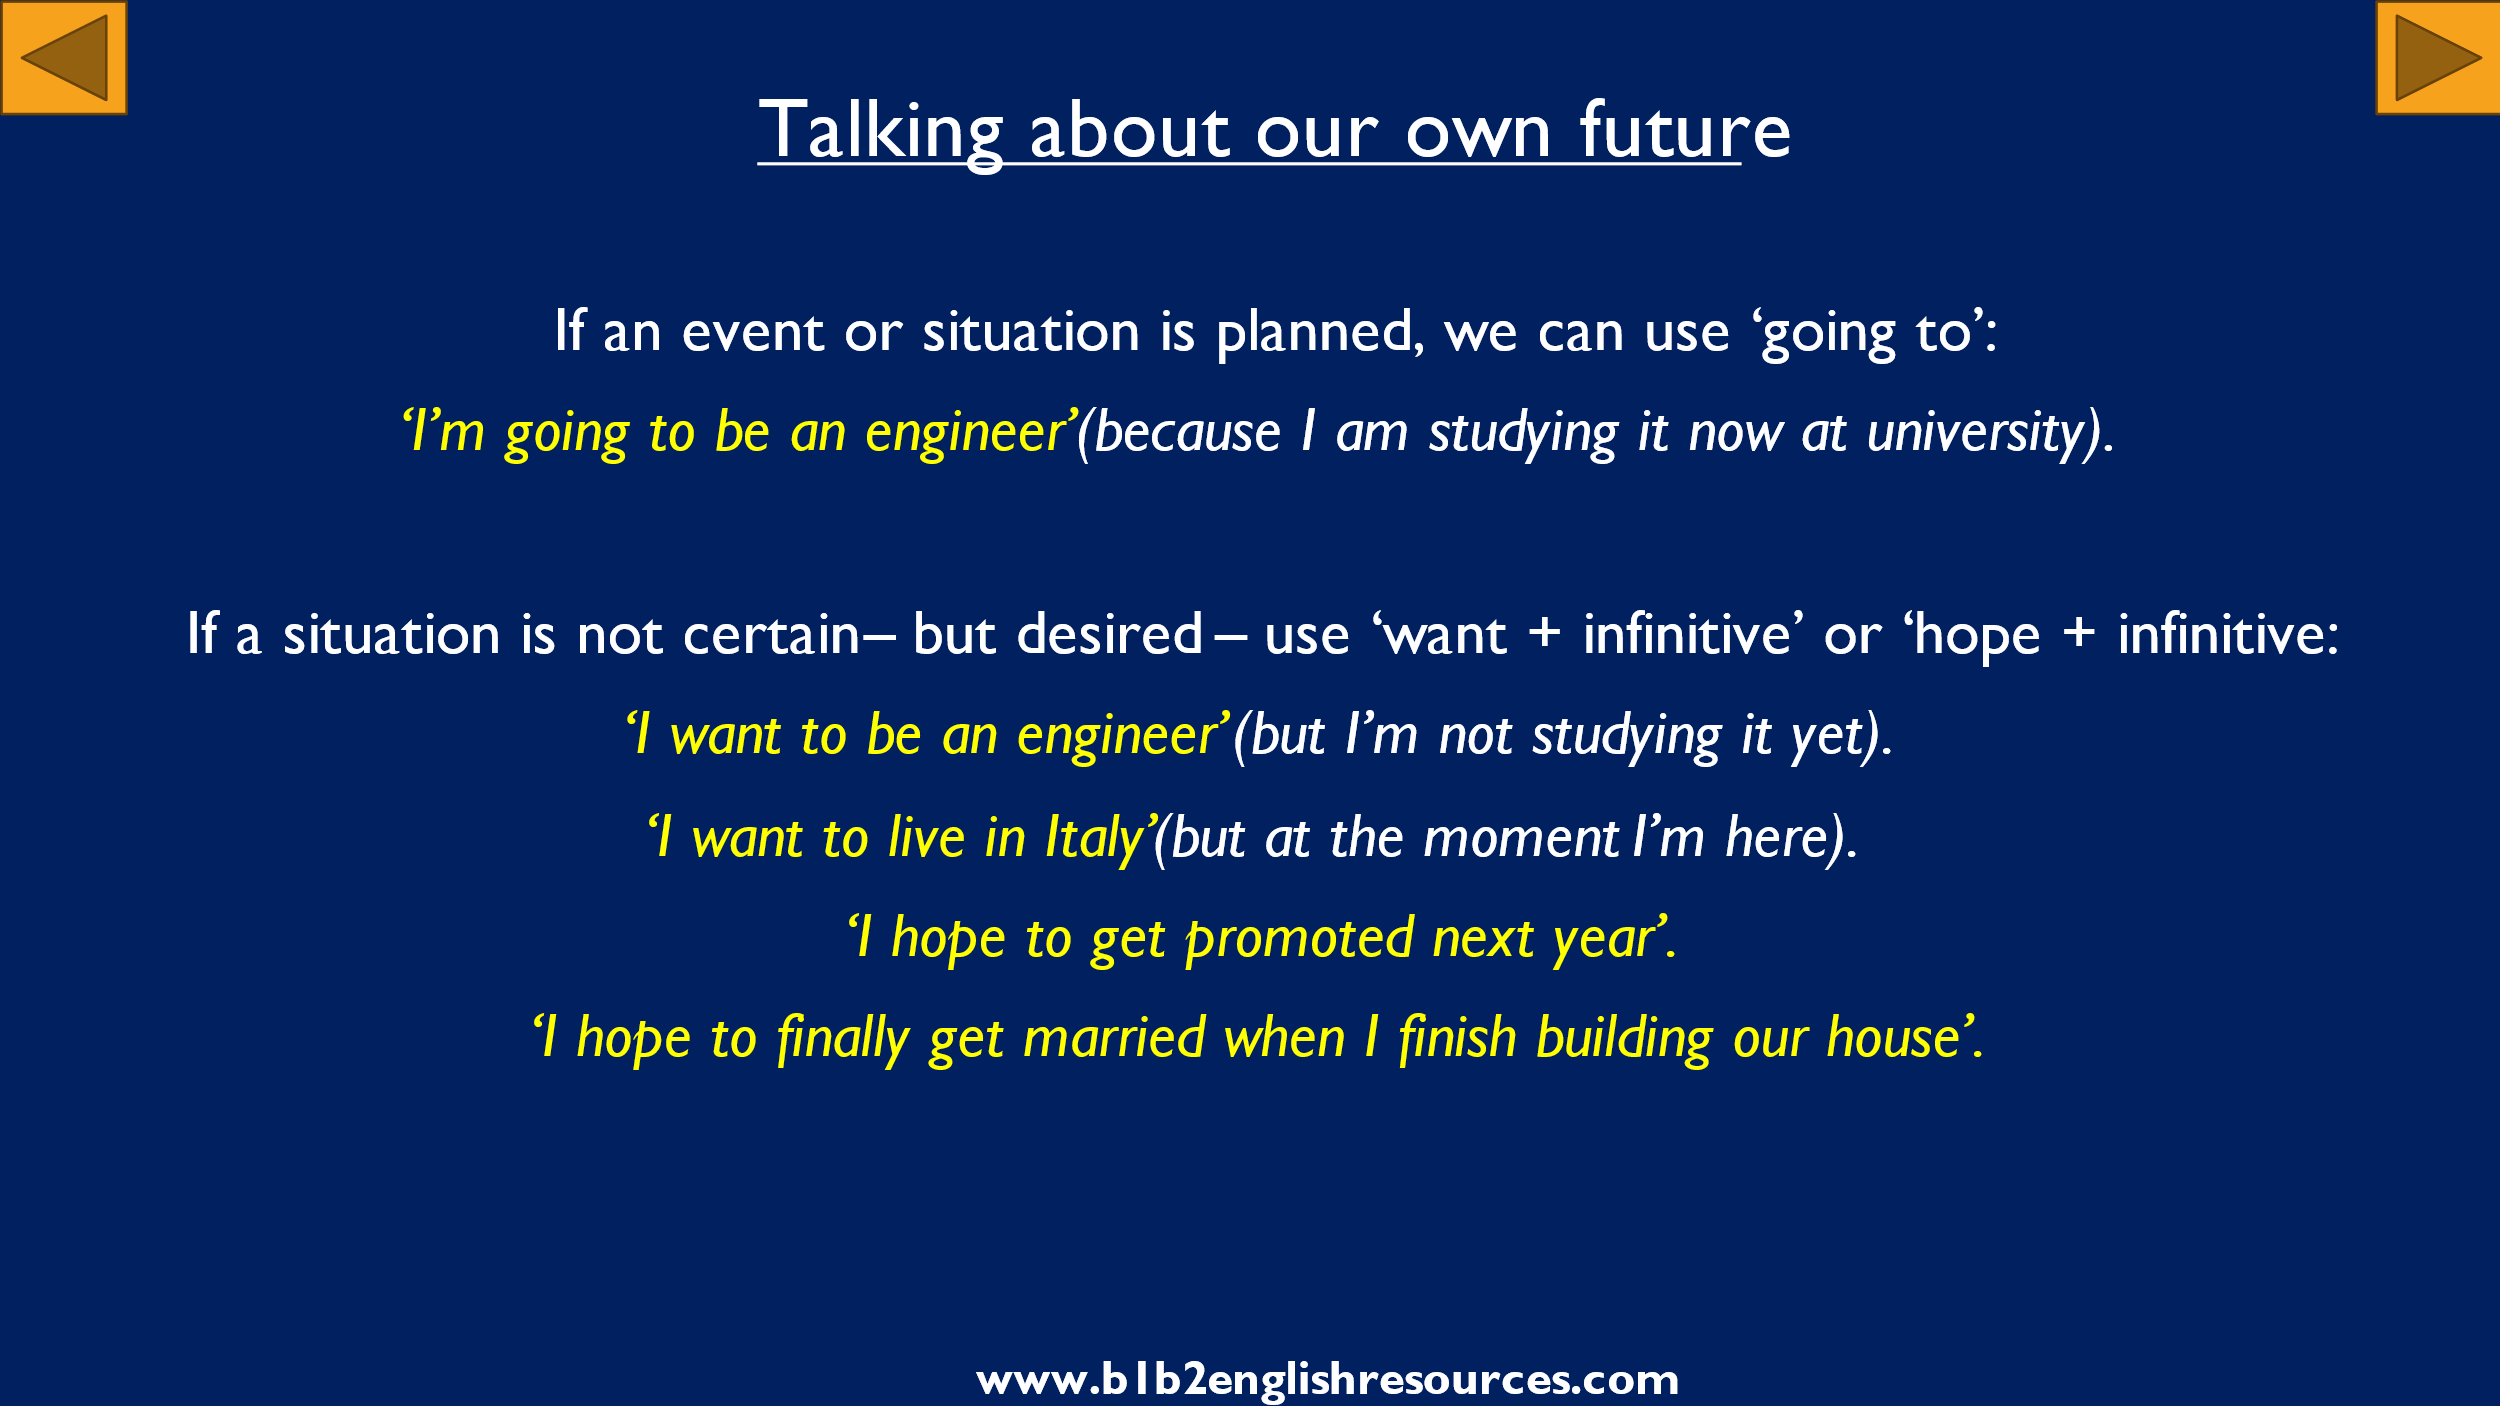 Talking about our own future
If an event or situation is planned, we can use ‘going to’:
‘I’m going to be an engineer’ (because I am studying it now at university).
If a situation is not certain – but desired – use ‘want + infinitive’ or ‘hope + infinitive:
‘I want to be an engineer’ (but I’m not studying it yet).
‘I want to live in Italy’ (but at the moment I’m here).
‘I hope to get promoted next year’.
‘I hope to finally get married when I finish building our house’.
www.b1b2englishresources.com